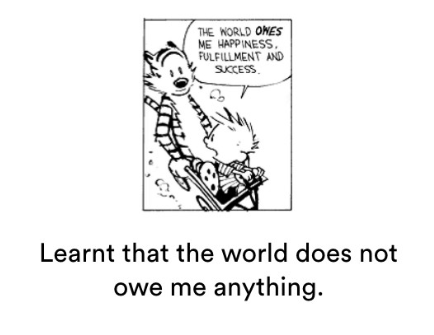 THE WORLD OWES
ME HAPPINESS,
FULFILLMENT AND
SUCCESS.
Learnt that the world does not
owe me anything.